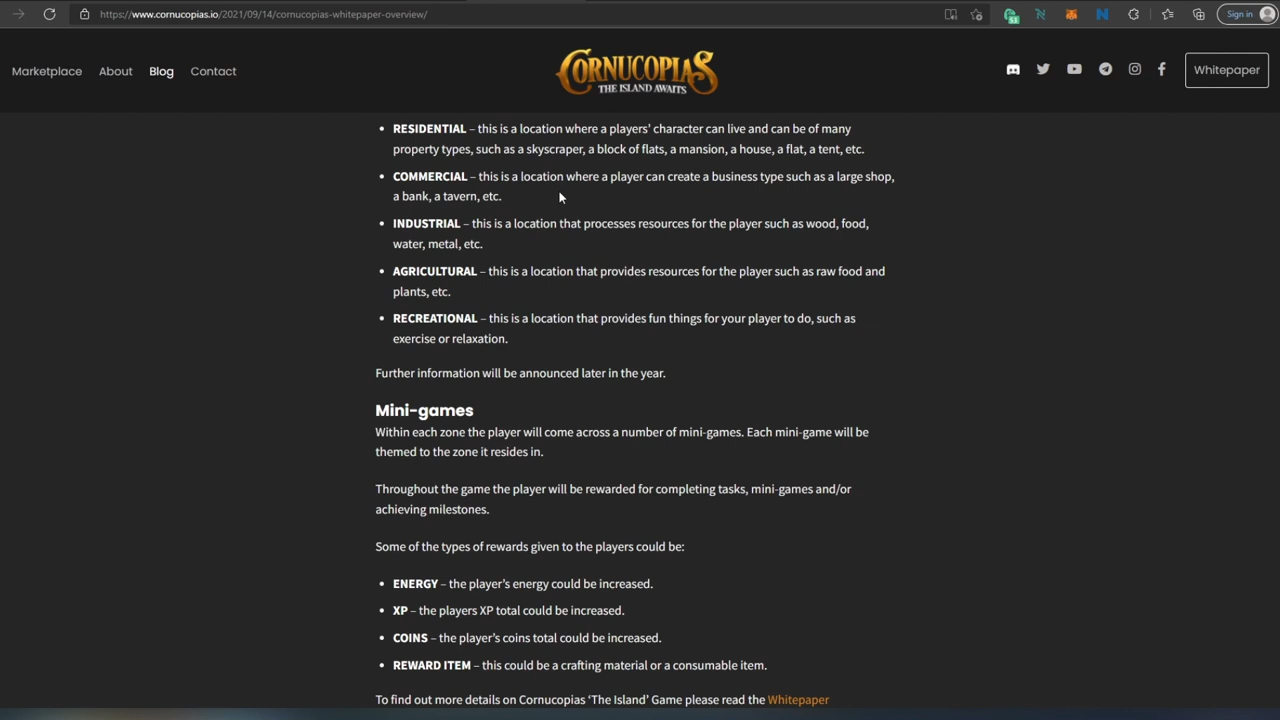 https://www.cornucopias.io/2021/09/14/cornucopias-whitepaper-overview/
53
Sign in
Marketplace
About
Blog
Contact
CORNUCOPIAS
THE ISLAND AWAITS
Whitepaper
• RESIDENTIAL – this is a location where a players' character can live and can be of many
property types, such as a skyscraper, a block of flats, a mansion, a house, a flat, a tent, etc.
• COMMERCIAL – this is a location where a player can create a business type such as a large shop,
a bank, a tavern, etc.
• INDUSTRIAL – this is a location that processes resources for the player such as wood, food,
water, metal, etc.
• AGRICULTURAL – this is a location that provides resources for the player such as raw food and
plants, etc.
• RECREATIONAL – this is a location that provides fun things for your player to do, such as
exercise or relaxation.
Further information will be announced later in the year.
Mini-games
Within each zone the player will come across a number of mini-games. Each mini-game will be
themed to the zone it resides in.
Throughout the game the player will be rewarded for completing tasks, mini-games and/or
achieving milestones.
Some of the types of rewards given to the players could be:
• ENERGY – the player's energy could be increased.
• XP – the players XP total could be increased.
• COINS – the player's coins total could be increased.
• REWARD ITEM – this could be a crafting material or a consumable item.
To find out more details on Cornucopias 'The Island' Game please read the Whitepaper